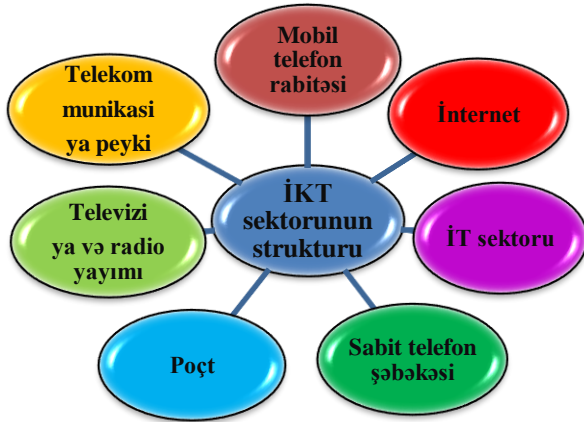 Mobil
telefon
rabitəsi
İnternet
İT sektoru
Sabit telefon
şəbəkəsi
Poçt
Televizi
ya və radio
yayımı
Telekom
munikasi
ya peyki
İKT
sektorunun
strukturu